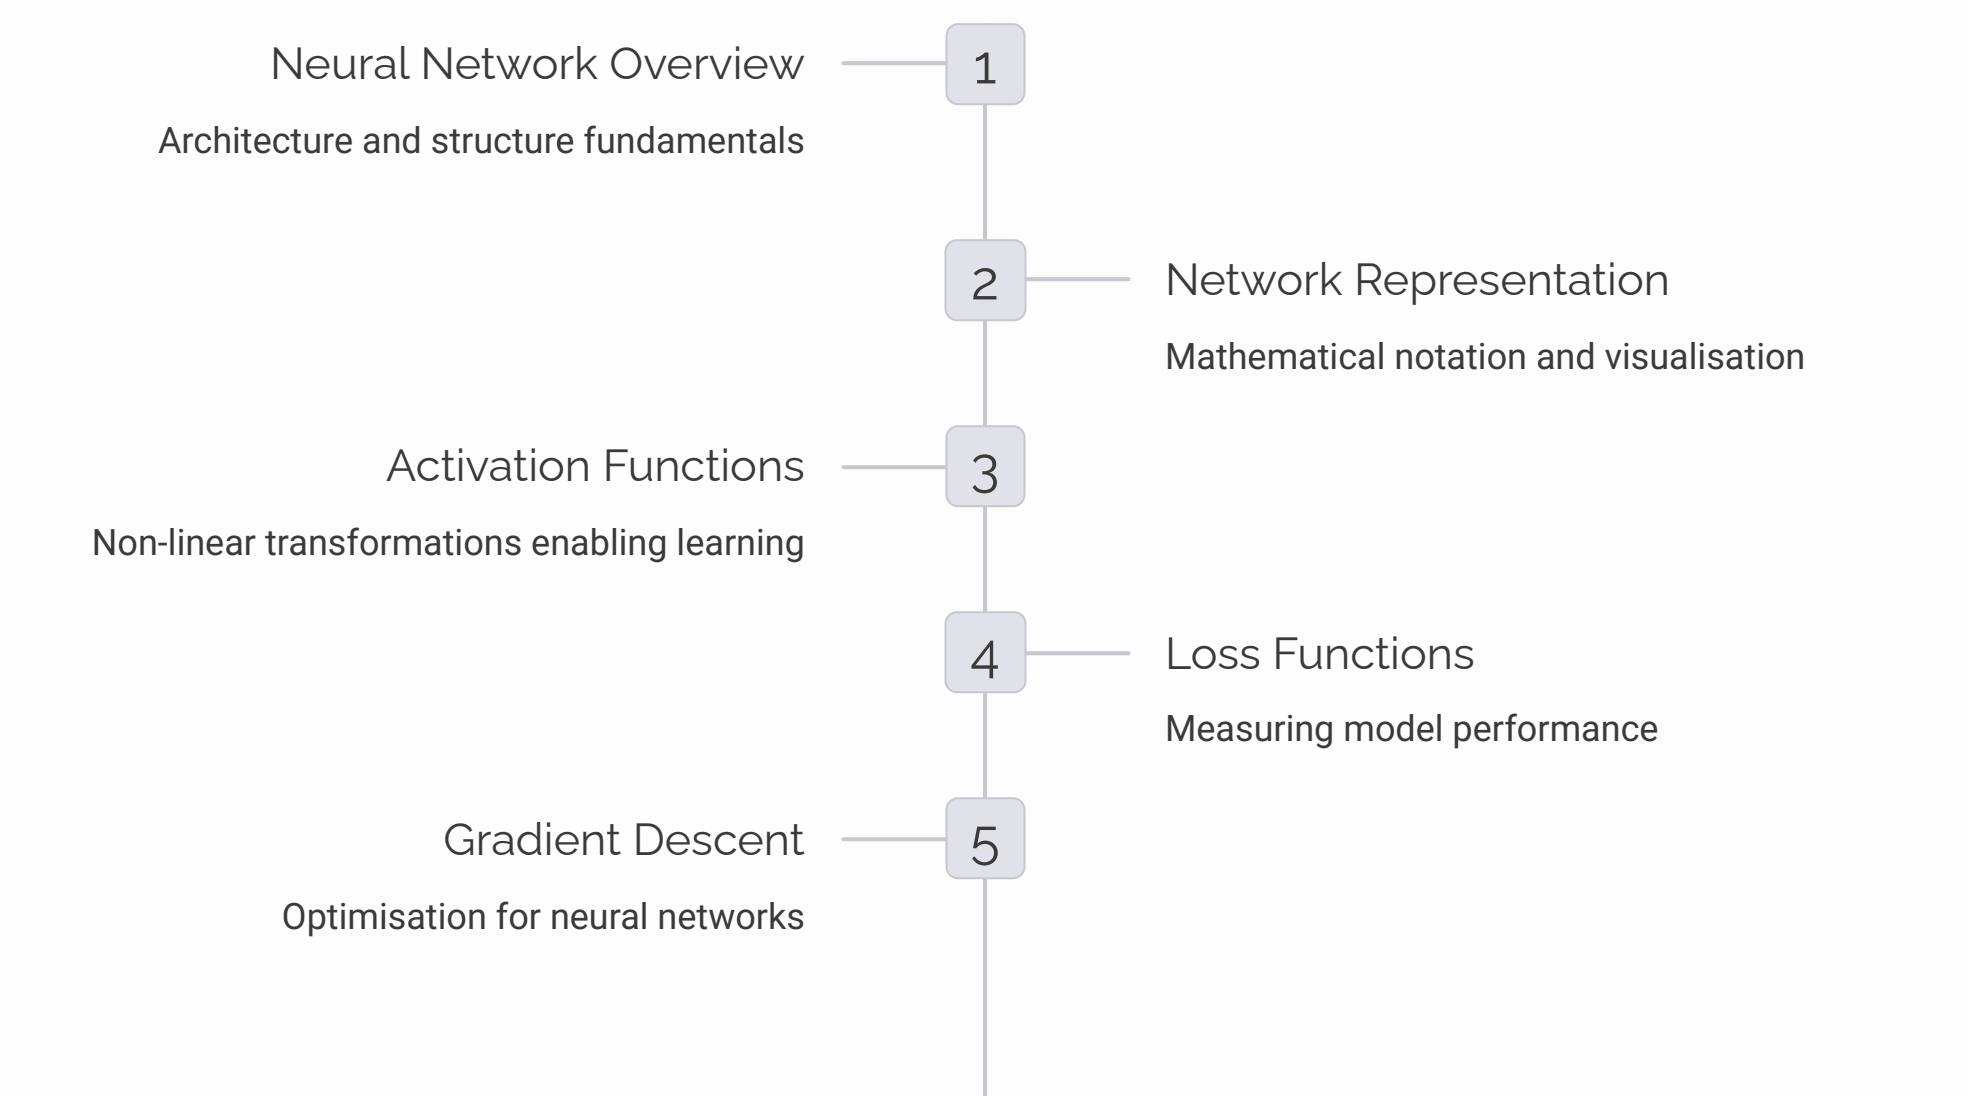 Neural Network Overview
1
Architecture and structure fundamentals
2
Network Representation
Mathematical notation and visualisation
Activation Functions
3
Non-linear transformations enabling learning
4
Loss Functions
Measuring model performance
Gradient Descent
5
Optimisation for neural networks